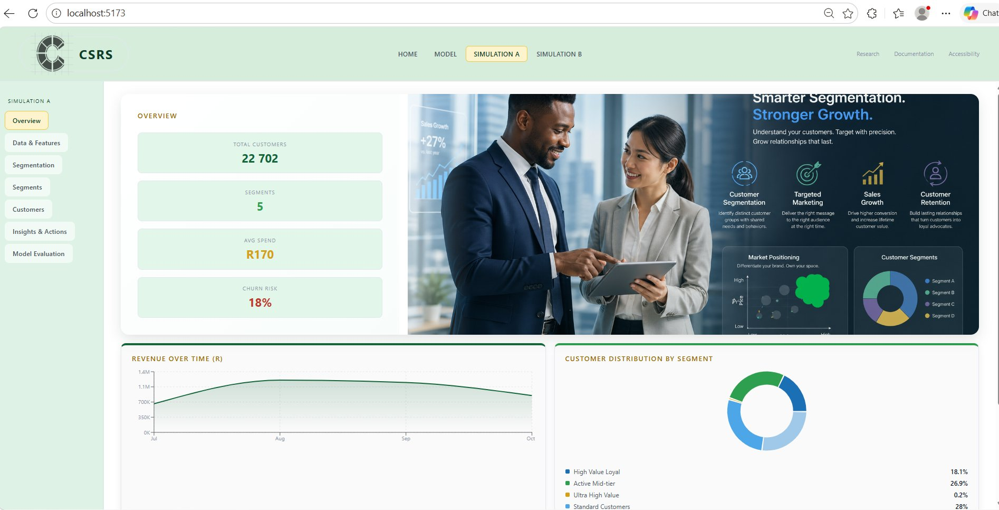 localhost:5173
Chat
CSRS
HOME
MODEL
SIMULATION A
SIMULATION B
Research
Documentation
Accessibility
SIMULATION A
Overview
Data & Features
Segmentation
Segments
Customers
Insights & Actions
Model Evaluation
OVERVIEW
TOTAL CUSTOMERS
22 702
SEGMENTS
5
AVG SPEND
R170
CHURN RISK
18%
Sales Growth
+27%
vs. last year
Smarter Segmentation.
Stronger Growth.
Understand your customers. Target with precision.
Grow relationships that last.
Customer
Segmentation
Identify distinct customer
groups with shared
needs and behaviors.
Targeted
Marketing
Deliver the right message
to the right audience
at the right time.
Sales
Growth
Drive higher conversion
and increase lifetime
customer value.
Customer
Retention
Build lasting relationships
that turn customers into
loyal advocates.
Market Positioning
Differentiate your brand. Own your space.
High
Price
Low
Low
High
Customer Segments
Segment A
Segment B
Segment C
Segment D
REVENUE OVER TIME (R)
1.4M
1.1M
700K
350K
0K
Jul
Aug
Sep
Oct
CUSTOMER DISTRIBUTION BY SEGMENT
High Value Loyal 18.1%
Active Mid-tier 26.9%
Ultra High Value 0.2%
Standard Customers 28%